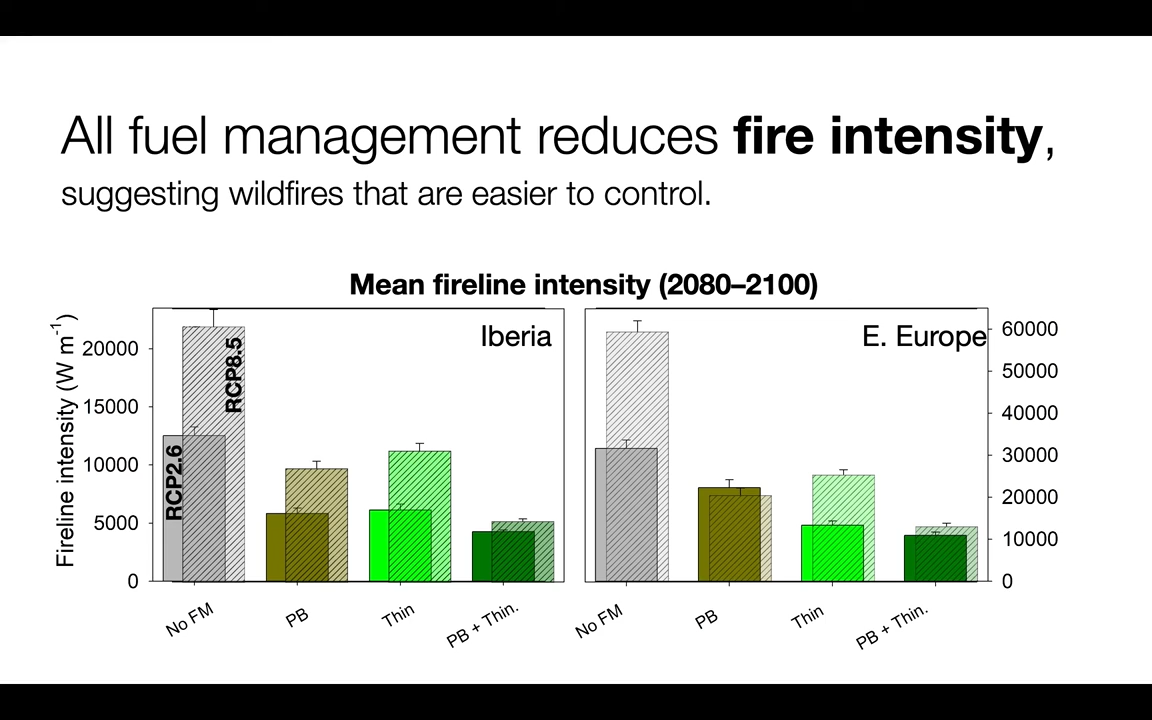 All fuel management reduces fire intensity,
suggesting wildfires that are easier to control.
Mean fireline intensity (2080–2100)
Fireline intensity (W m⁻¹)
20000
15000
10000
5000
0
RCP2.6
RCP8.5
Iberia
No FM
PB
Thin
PB + Thin.
E. Europe
60000
50000
40000
30000
20000
10000
0
No FM
PB
Thin
PB + Thin.